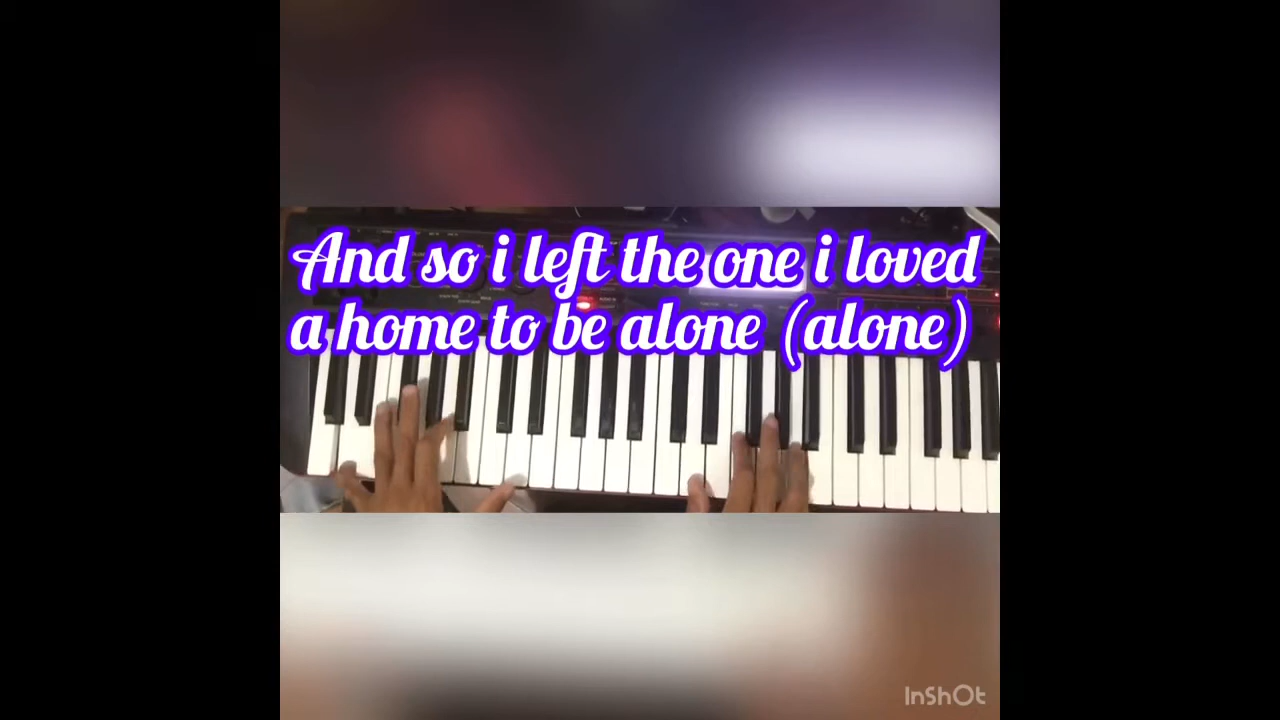 And so i left the one i loved
a home to be alone (alone)
InShOt